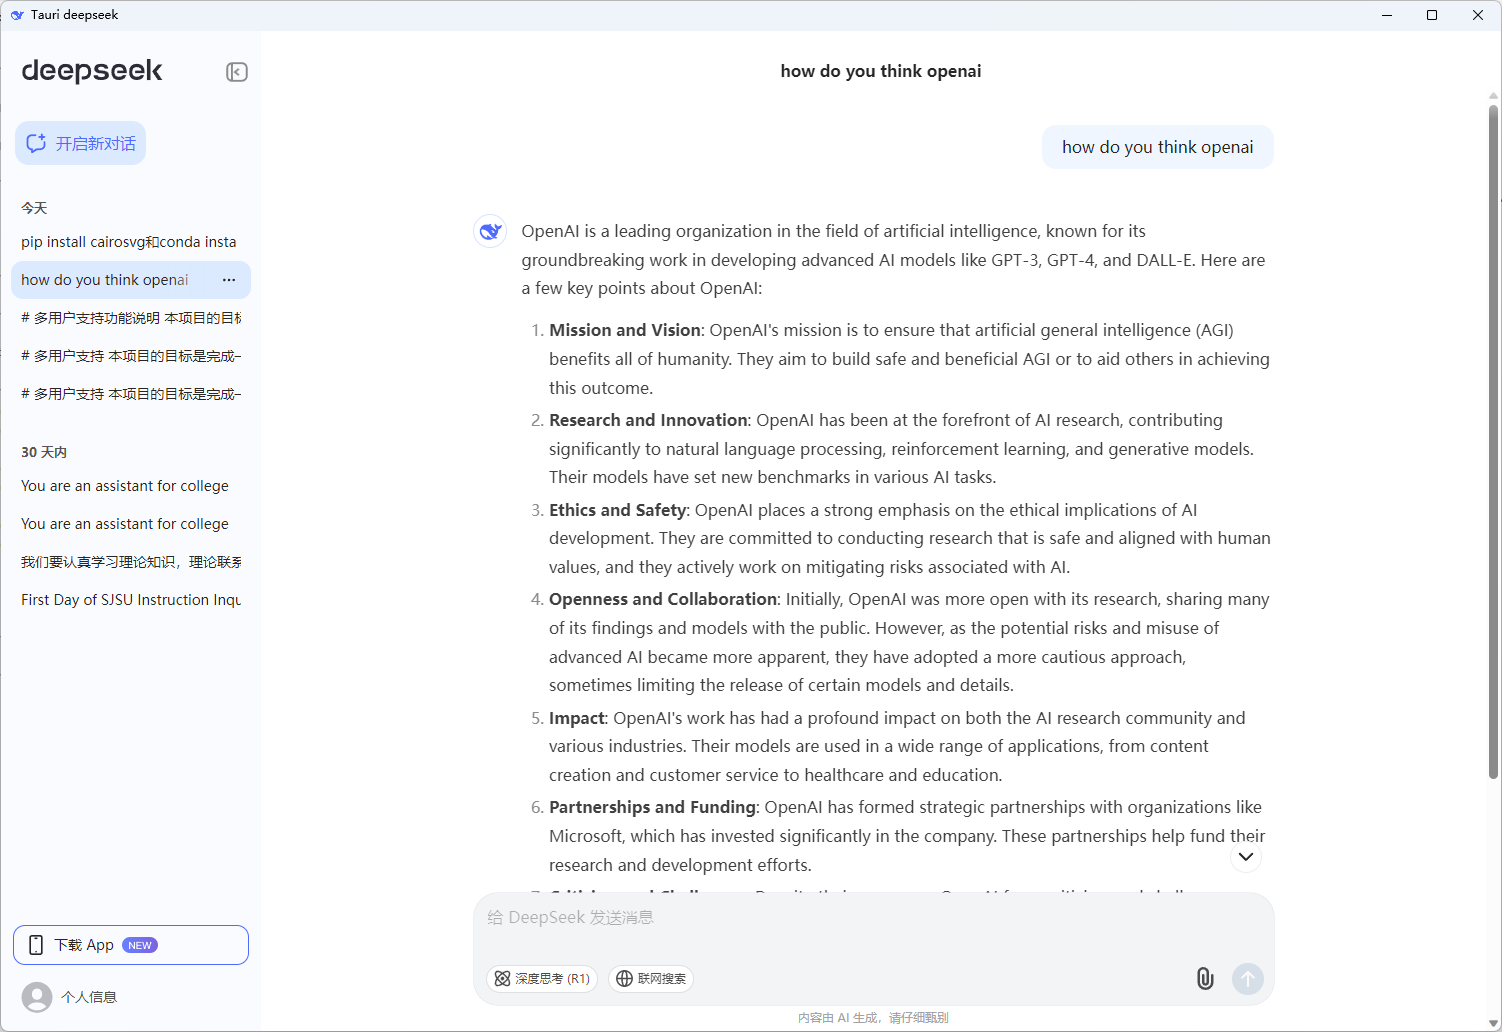 Tauri deepseek
deepseek
开启新对话
今天
pip install cairosvg和conda insta
how do you think openai
# 多用户支持功能说明 本项目的目标
# 多用户支持 本项目的目标是完成一
# 多用户支持 本项目的目标是完成一
30 天内
You are an assistant for college
You are an assistant for college
我们要认真学习理论知识，理论联系
First Day of SJSU Instruction Inqu
下载 App NEW
个人信息
how do you think openai
how do you think openai
OpenAI is a leading organization in the field of artificial intelligence, known for its
groundbreaking work in developing advanced AI models like GPT-3, GPT-4, and DALL-E. Here are
a few key points about OpenAI:
1. Mission and Vision: OpenAI's mission is to ensure that artificial general intelligence (AGI)
benefits all of humanity. They aim to build safe and beneficial AGI or to aid others in achieving
this outcome.
2. Research and Innovation: OpenAI has been at the forefront of AI research, contributing
significantly to natural language processing, reinforcement learning, and generative models.
Their models have set new benchmarks in various AI tasks.
3. Ethics and Safety: OpenAI places a strong emphasis on the ethical implications of AI
development. They are committed to conducting research that is safe and aligned with human
values, and they actively work on mitigating risks associated with AI.
4. Openness and Collaboration: Initially, OpenAI was more open with its research, sharing many
of its findings and models with the public. However, as the potential risks and misuse of
advanced AI became more apparent, they have adopted a more cautious approach,
sometimes limiting the release of certain models and details.
5. Impact: OpenAI's work has had a profound impact on both the AI research community and
various industries. Their models are used in a wide range of applications, from content
creation and customer service to healthcare and education.
6. Partnerships and Funding: OpenAI has formed strategic partnerships with organizations like
Microsoft, which has invested significantly in the company. These partnerships help fund their
research and development efforts.
给 DeepSeek 发送消息
深度思考 (R1)
联网搜索
内容由 AI 生成，请仔细甄别